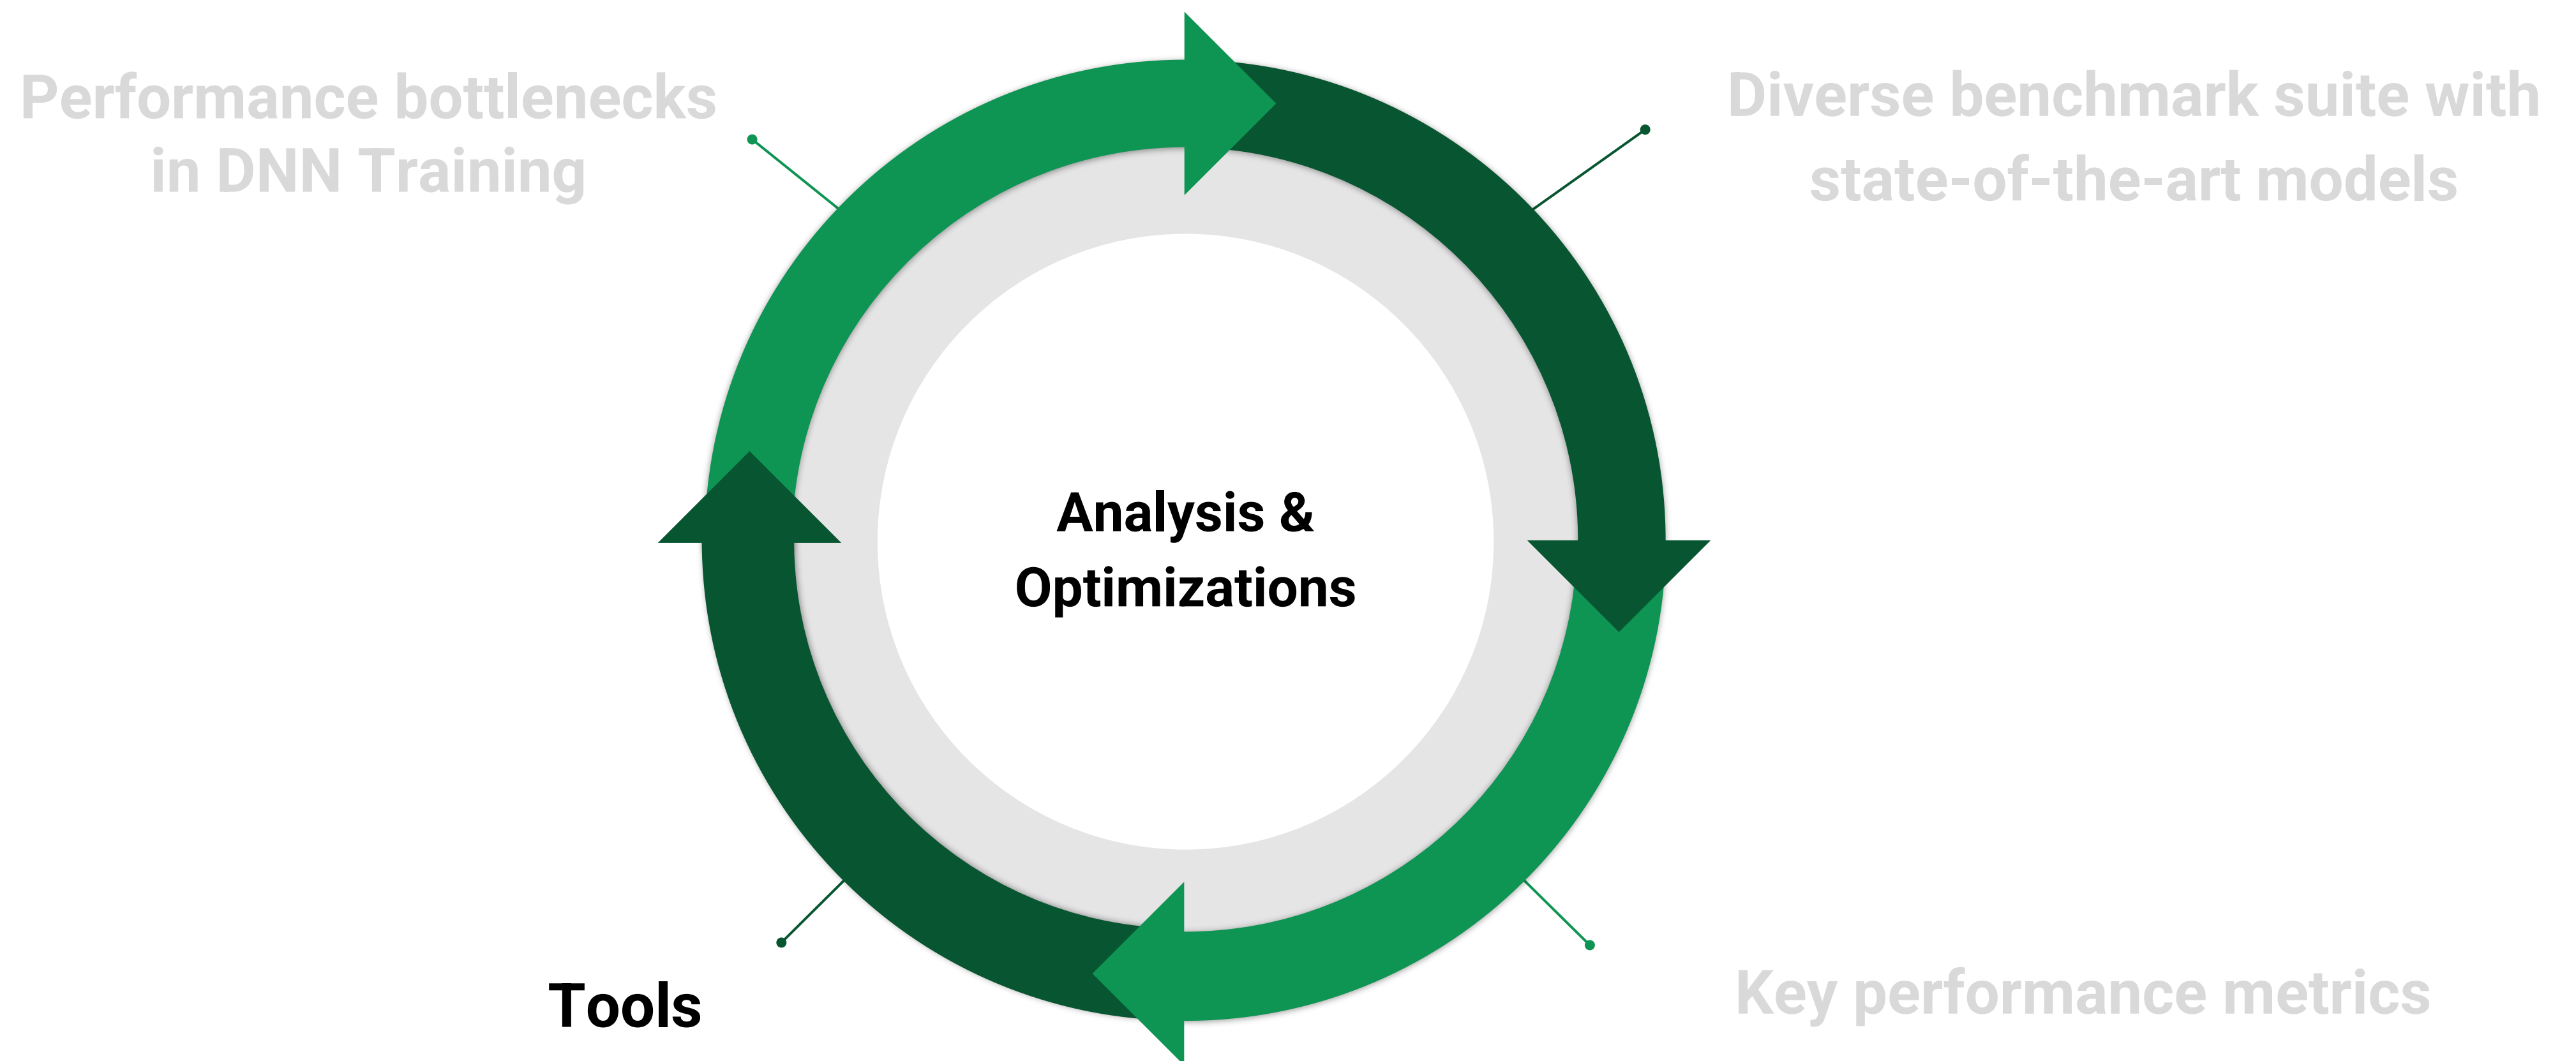 Performance bottlenecks
in DNN Training
Diverse benchmark suite with
state-of-the-art models
Analysis &
Optimizations
Tools
Key performance metrics